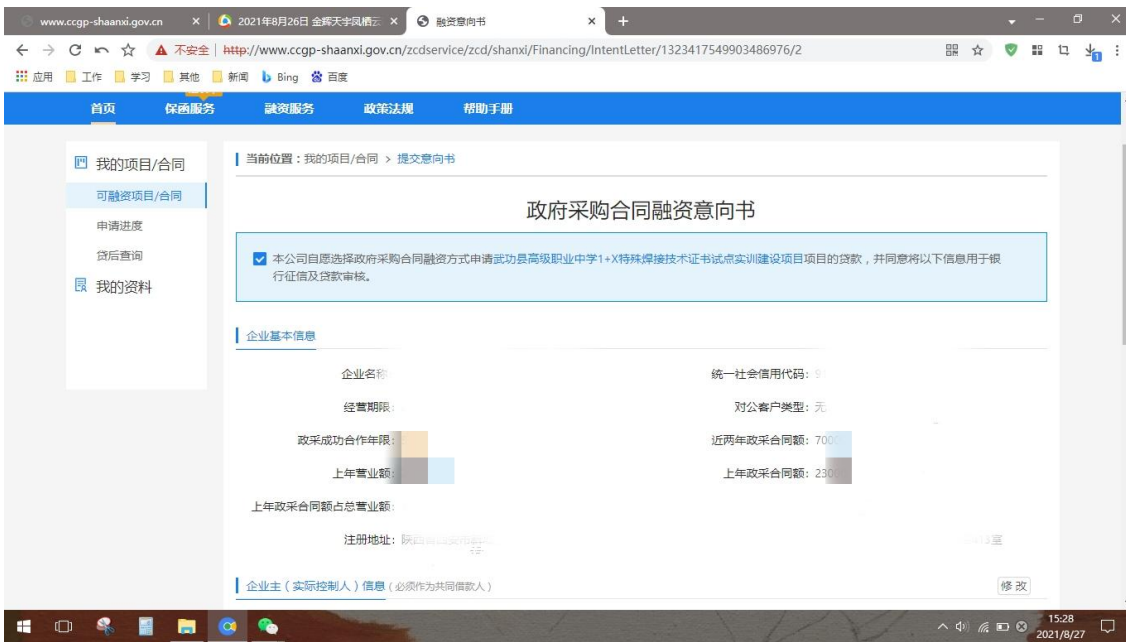 www.ccgp-shaanxi.gov.cn
2021年8月26日 金辉天宇凤栖云
融资意向书
不安全 http://www.ccgp-shaanxi.gov.cn/zcdservice/zcd/shanxi/Financing/IntentLetter/1323417549903486976/2
应用 工作 学习 其他 新闻 Bing 百度
首页 保函服务 融资服务 政策法规 帮助手册
我的项目/合同
可融资项目/合同
申请进度
贷后查询
我的资料
当前位置：我的项目/合同 > 提交意向书
政府采购合同融资意向书
本公司自愿选择政府采购合同融资方式申请武功县高级职业中学1+X特殊焊接技术证书试点实训建设项目项目的贷款，并同意将以下信息用于银
行征信及贷款审核。
企业基本信息
企业名称 统一社会信用代码：9
经营期限： 对公客户类型：无
政采成功合作年限： 近两年政采合同额：700
上年营业额： 上年政采合同额：230
上年政采合同额占总营业额：
注册地址：陕 室
企业主（实际控制人）信息（必须作为共同借款人） 修改
15:28
2021/8/27